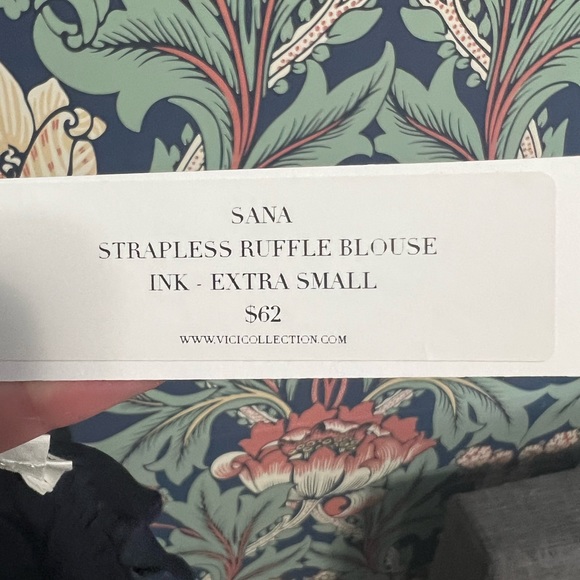 SANA
STRAPLESS RUFFLE BLOUSE
INK - EXTRA SMALL
$62
WWW.VICICOLLECTION.COM